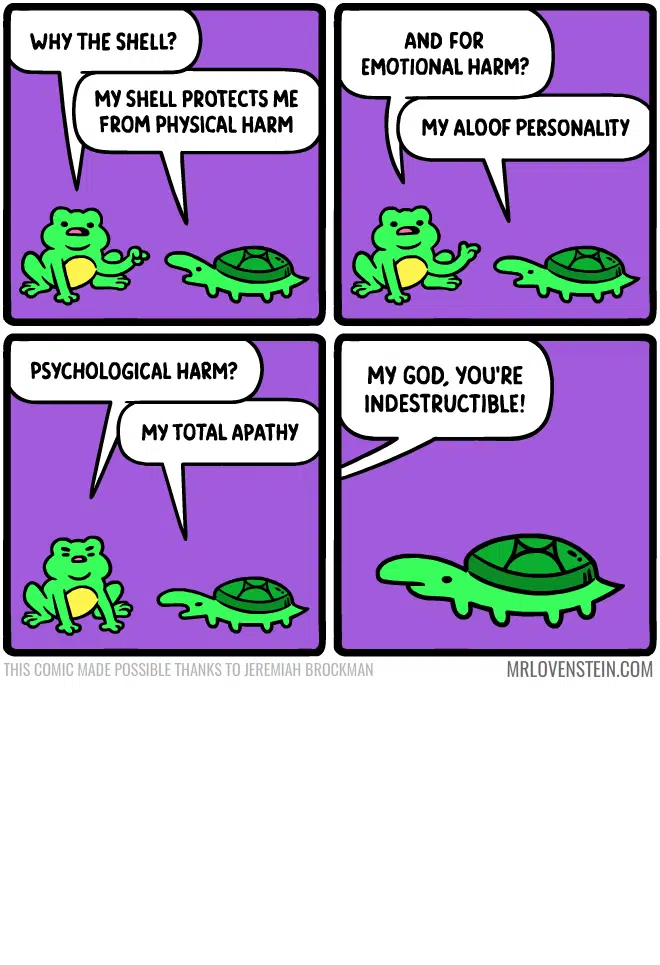 WHY THE SHELL?
MY SHELL PROTECTS ME
FROM PHYSICAL HARM
AND FOR
EMOTIONAL HARM?
MY ALOOF PERSONALITY
PSYCHOLOGICAL HARM?
MY TOTAL APATHY
MY GOD, YOU'RE
INDESTRUCTIBLE!
THIS COMIC MADE POSSIBLE THANKS TO JEREMIAH BROCKMAN
MRLOVENSTEIN.COM